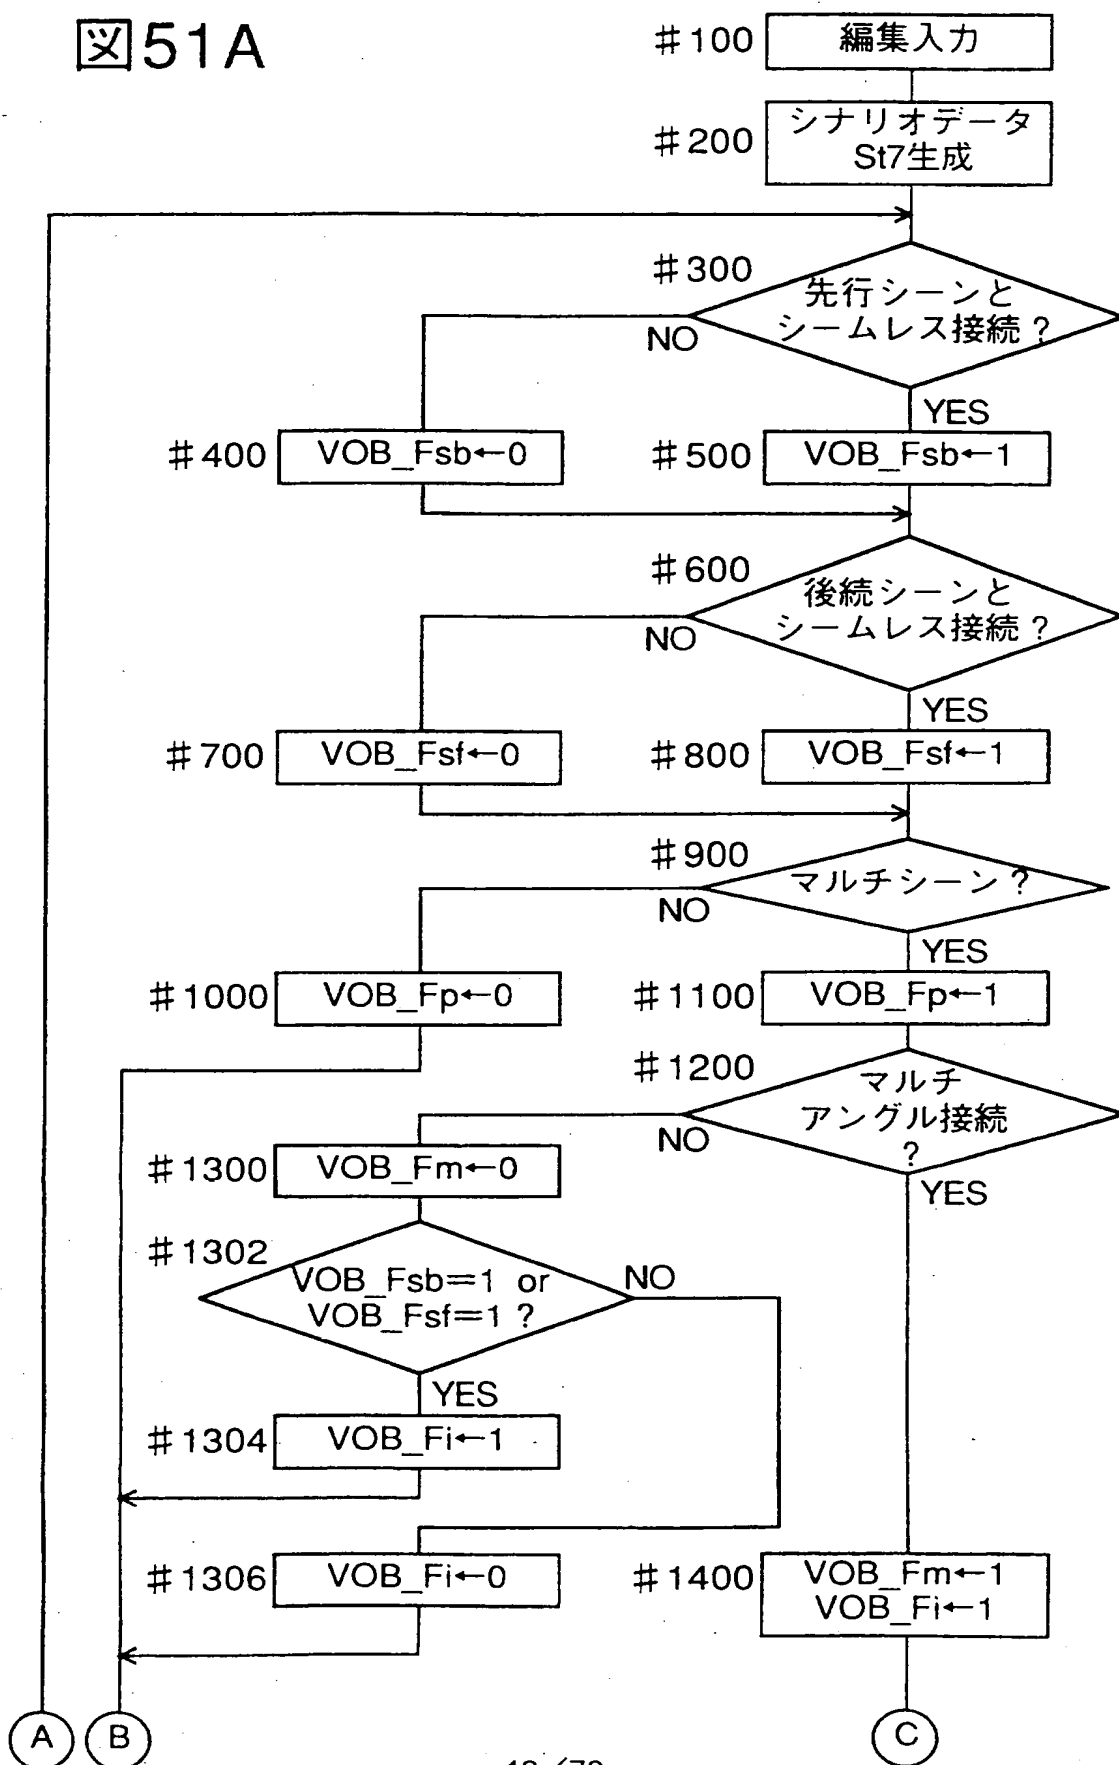 図51A
#100 編集入力
#200 シナリオデータ
St7生成
#300 先行シーンと
シームレス接続？
NO
YES
#400 VOB_Fsb←0
#500 VOB_Fsb←1
#600 後続シーンと
シームレス接続？
NO
YES
#700 VOB_Fsf←0
#800 VOB_Fsf←1
#900 マルチシーン？
NO
YES
#1000 VOB_Fp←0
#1100 VOB_Fp←1
#1200 マルチ
アングル接続
？
NO
YES
#1300 VOB_Fm←0
#1302 VOB_Fsb=1 or
VOB_Fsf=1 ?
NO
YES
#1304 VOB_Fi←1
#1306 VOB_Fi←0
#1400 VOB_Fm←1
VOB_Fi←1
A
B
C